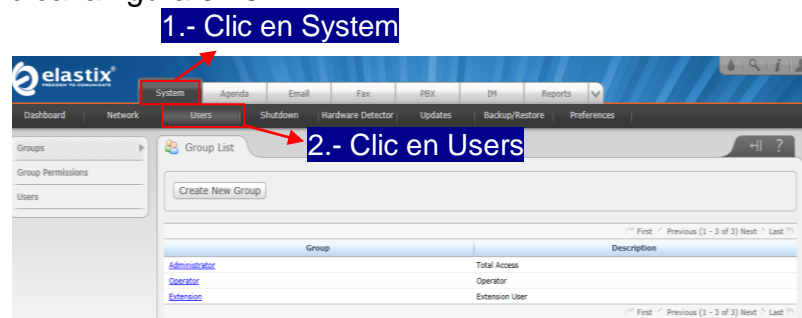 1.- Clic en System
elastix®
FREEDOM TO COMMUNICATE
System Agenda Email Fax PBX IM Reports
Dashboard Network Users Shutdown Hardware Detector Updates Backup/Restore Preferences
2.- Clic en Users
Groups
Group Permissions
Users
Group List
?
Create New Group
First Previous (1 - 3 of 3) Next Last
Group Description
Administrator Total Access
Operator Operator
Extension Extension User
First Previous (1 - 3 of 3) Next Last